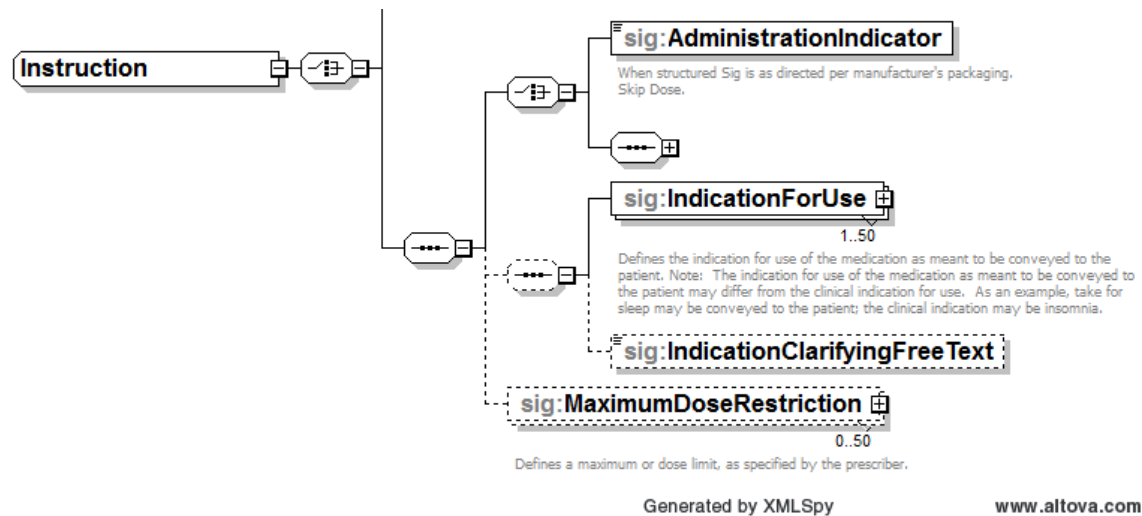 sig:AdministrationIndicator
When structured Sig is as directed per manufacturer's packaging.
Skip Dose.
Instruction
sig:IndicationForUse
1..50
Defines the indication for use of the medication as meant to be conveyed to the
patient. Note:  The indication for use of the medication as meant to be conveyed to
the patient may differ from the clinical indication for use.  As an example, take for
sleep may be conveyed to the patient; the clinical indication may be insomnia.
sig:IndicationClarifyingFreeText
sig:MaximumDoseRestriction
0..50
Defines a maximum or dose limit, as specified by the prescriber.
Generated by XMLSpy
www.altova.com